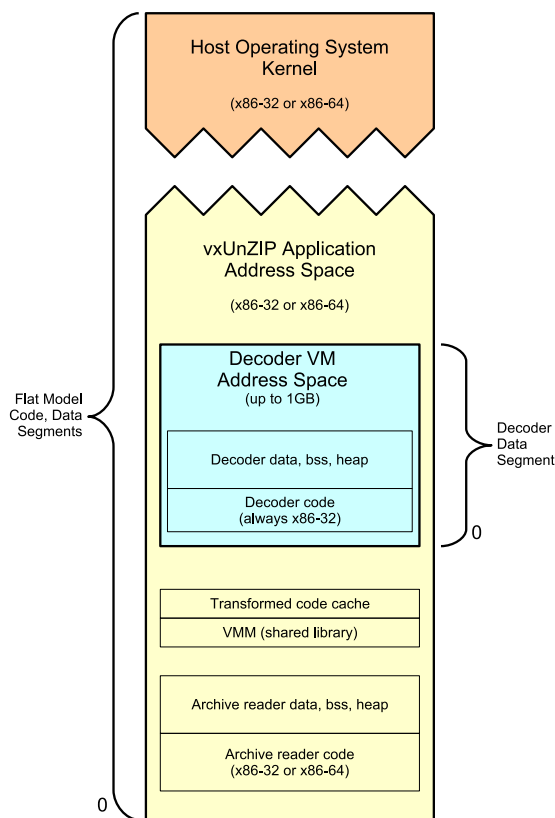 Host Operating System
Kernel
(x86-32 or x86-64)
vxUnZIP Application
Address Space
(x86-32 or x86-64)
Decoder VM
Address Space
(up to 1GB)
Flat Model
Code, Data
Segments
Decoder
Data
Segment
Decoder data, bss, heap
Decoder code
(always x86-32)
0
Transformed code cache
VMM (shared library)
Archive reader data, bss, heap
Archive reader code
(x86-32 or x86-64)
0